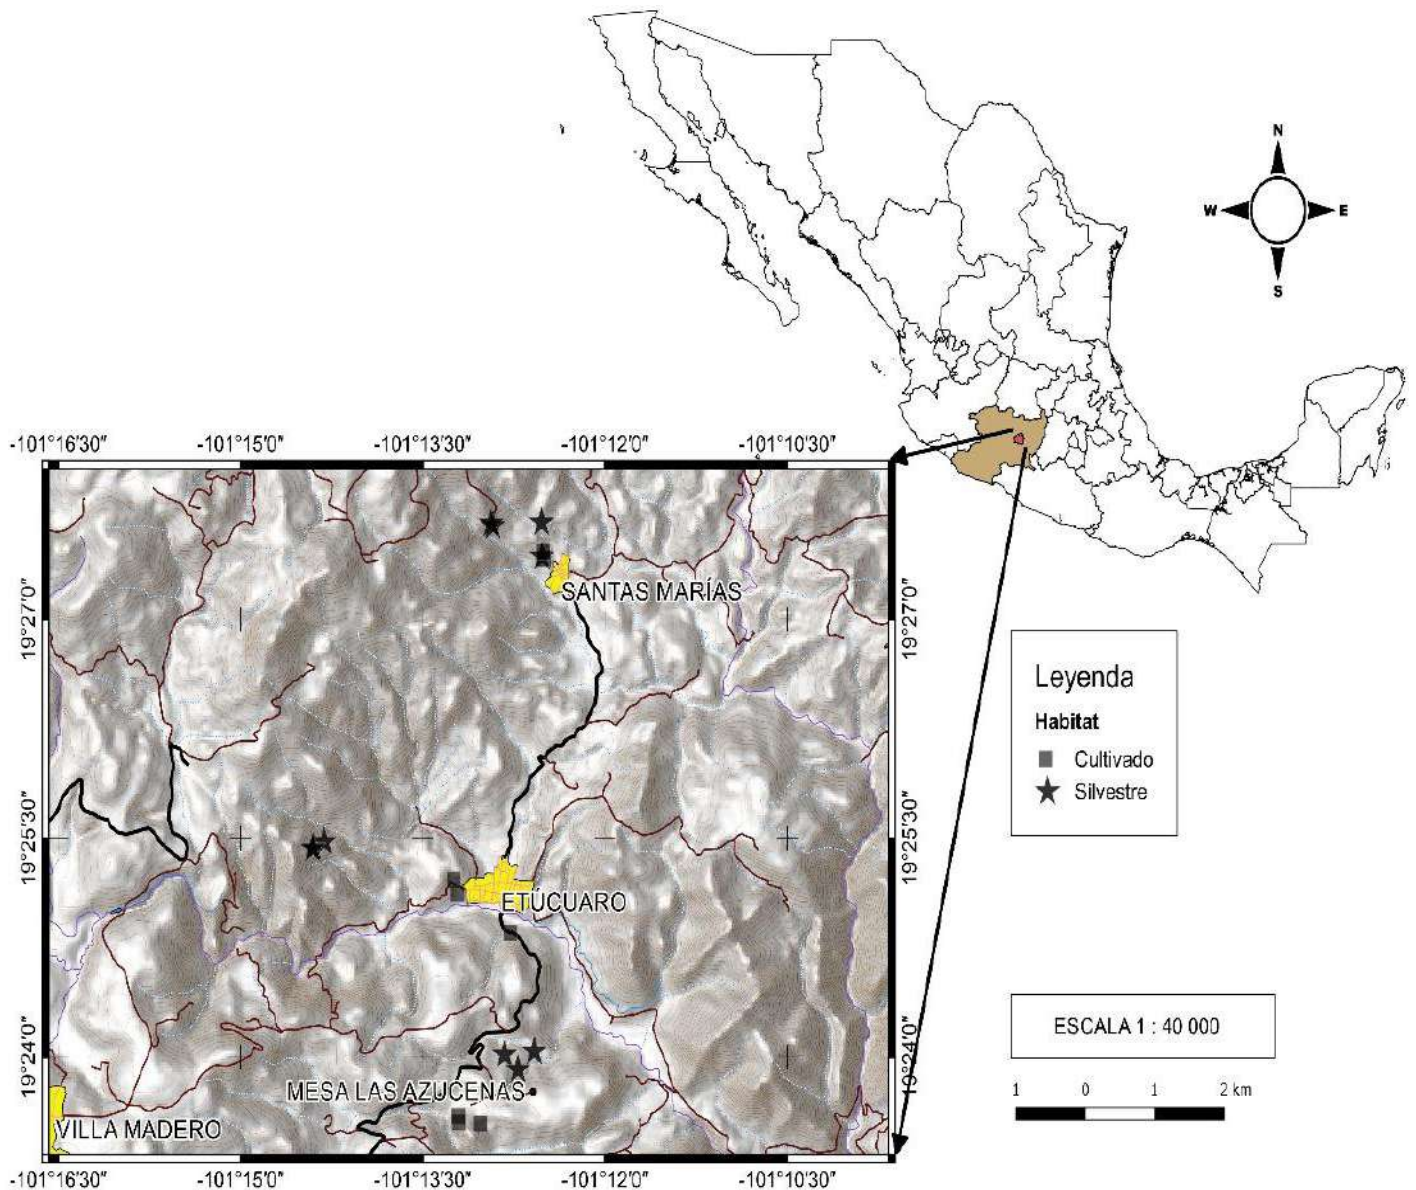 N
W
E
S
-101°16'30"
-101°15'0"
-101°13'30"
-101°12'0"
-101°10'30"
SANTAS MARÍAS
19°27'0"
19°27'0"
Leyenda
Habitat
Cultivado
Silvestre
19°25'30"
19°25'30"
ETÚCUARO
19°24'0"
19°24'0"
ESCALA 1 : 40 000
MESA LAS AZUCENAS
VILLA MADERO
1
0
1
2 km
-101°16'30"
-101°15'0"
-101°13'30"
-101°12'0"
-101°10'30"